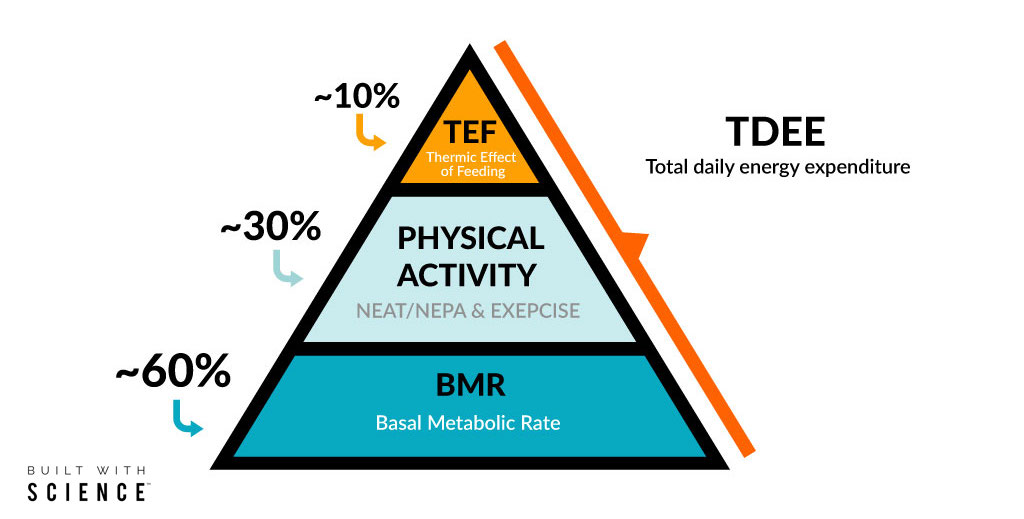 ~10%
TEF
Thermic Effect
of Feeding
TDEE
Total daily energy expenditure
~30%
PHYSICAL
ACTIVITY
NEAT/NEPA & EXEPCISE
~60%
BMR
Basal Metabolic Rate
BUILT WITH
SCIENCE™